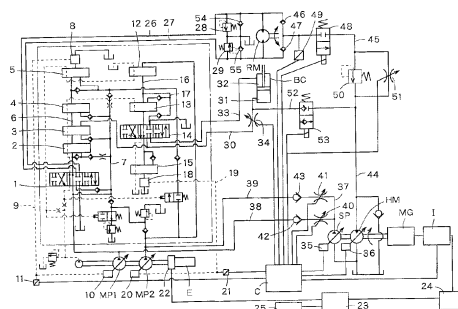 26 27
8 12 54 28 46 49 48 45
47
5 16 29 RM 55 BC
4 17 32 50 51
6 13 31 52
3 33
2 14 53
7 30 34
1 15
18 19 39 43 41 37 44
9 38 40 HM
SP MG I
42
35 36
11 10 MP1 20 MP2 22 E 21 C
25 23 24